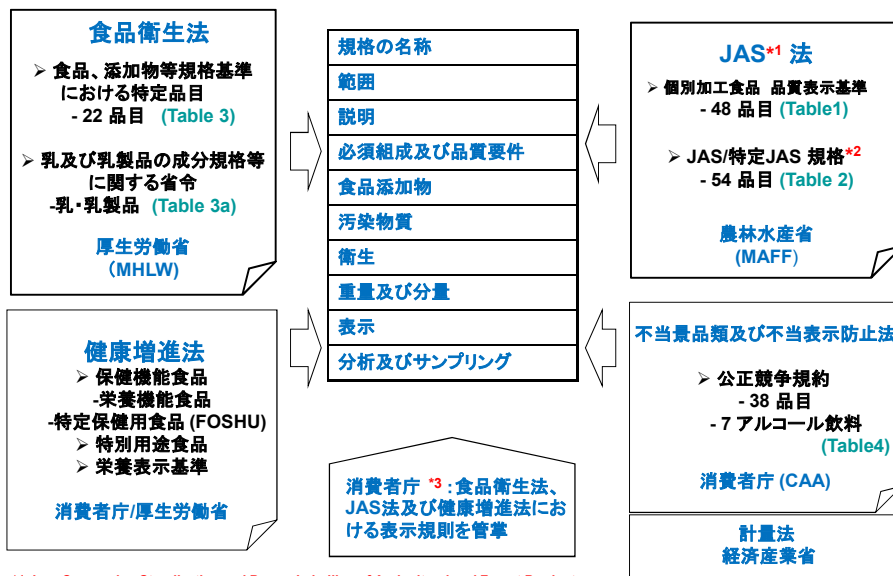 食品衛生法
➢ 食品、添加物等規格基準
における特定品目
- 22 品目 (Table 3)
➢ 乳及び乳製品の成分規格等
に関する省令
-乳・乳製品 (Table 3a)
厚生労働省
(MHLW)
健康増進法
➢ 保健機能食品
-栄養機能食品
-特定保健用食品 (FOSHU)
➢ 特別用途食品
➢ 栄養表示基準
消費者庁/厚生労働省
規格の名称
範囲
説明
必須組成及び品質要件
食品添加物
汚染物質
衛生
重量及び分量
表示
分析及びサンプリング
消費者庁 *3 :食品衛生法、
JAS法及び健康増進法にお
ける表示規則を管掌
JAS*1 法
➢ 個別加工食品 品質表示基準
- 48 品目 (Table1)
➢ JAS/特定JAS 規格*2
- 54 品目 (Table 2)
農林水産省
(MAFF)
不当景品類及び不当表示防止法
➢ 公正競争規約
- 38 品目
- 7 アルコール飲料
(Table4)
消費者庁 (CAA)
計量法
経済産業省